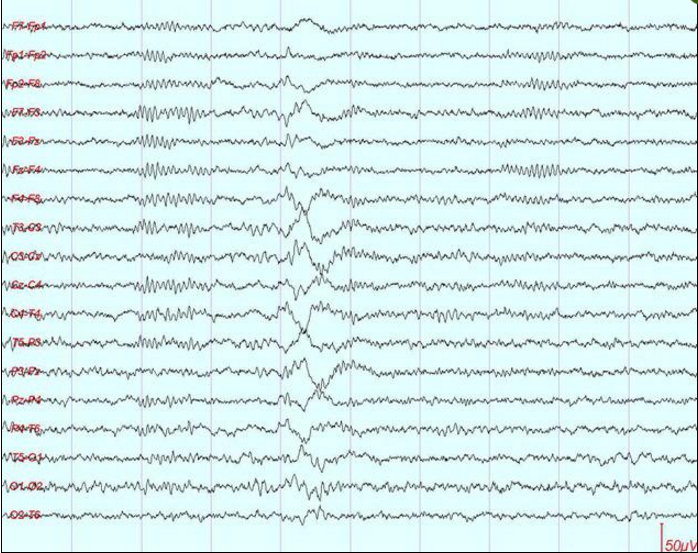 F7-Fp1
Fp1-Fp2
Fp2-F8
F7-F3
F3-Fz
Fz-F4
F4-F8
T3-C3
C3-Cz
Cz-C4
C4-T4
T5-P3
P3-Pz
Pz-P4
P4-T6
T5-O1
O1-O2
O2-T6
50µV